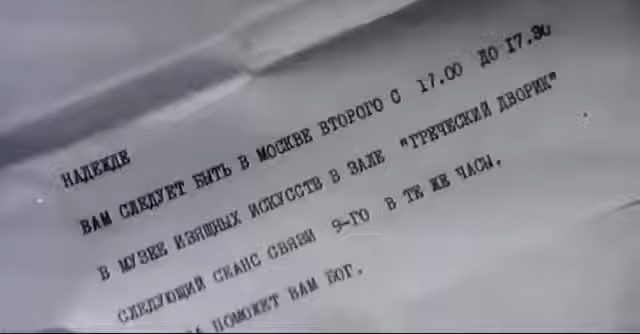 НАДЕЖДЕ
ВАМ СЛЕДУЕТ БЫТЬ В МОСКВЕ ВТОРОГО С 17.00 ДО 17.30
В МУЗЕЕ ИЗЯЩНЫХ ИСКУССТВ В ЗАЛЕ "ГРЕЧЕСКИЙ ДВОРИК"
СЛЕДУЮЩИЙ СЕАНС СВЯЗИ 9-ГО В ТЕ ЖЕ ЧАСЫ.
ПОМОЖЕТ ВАМ БОГ.